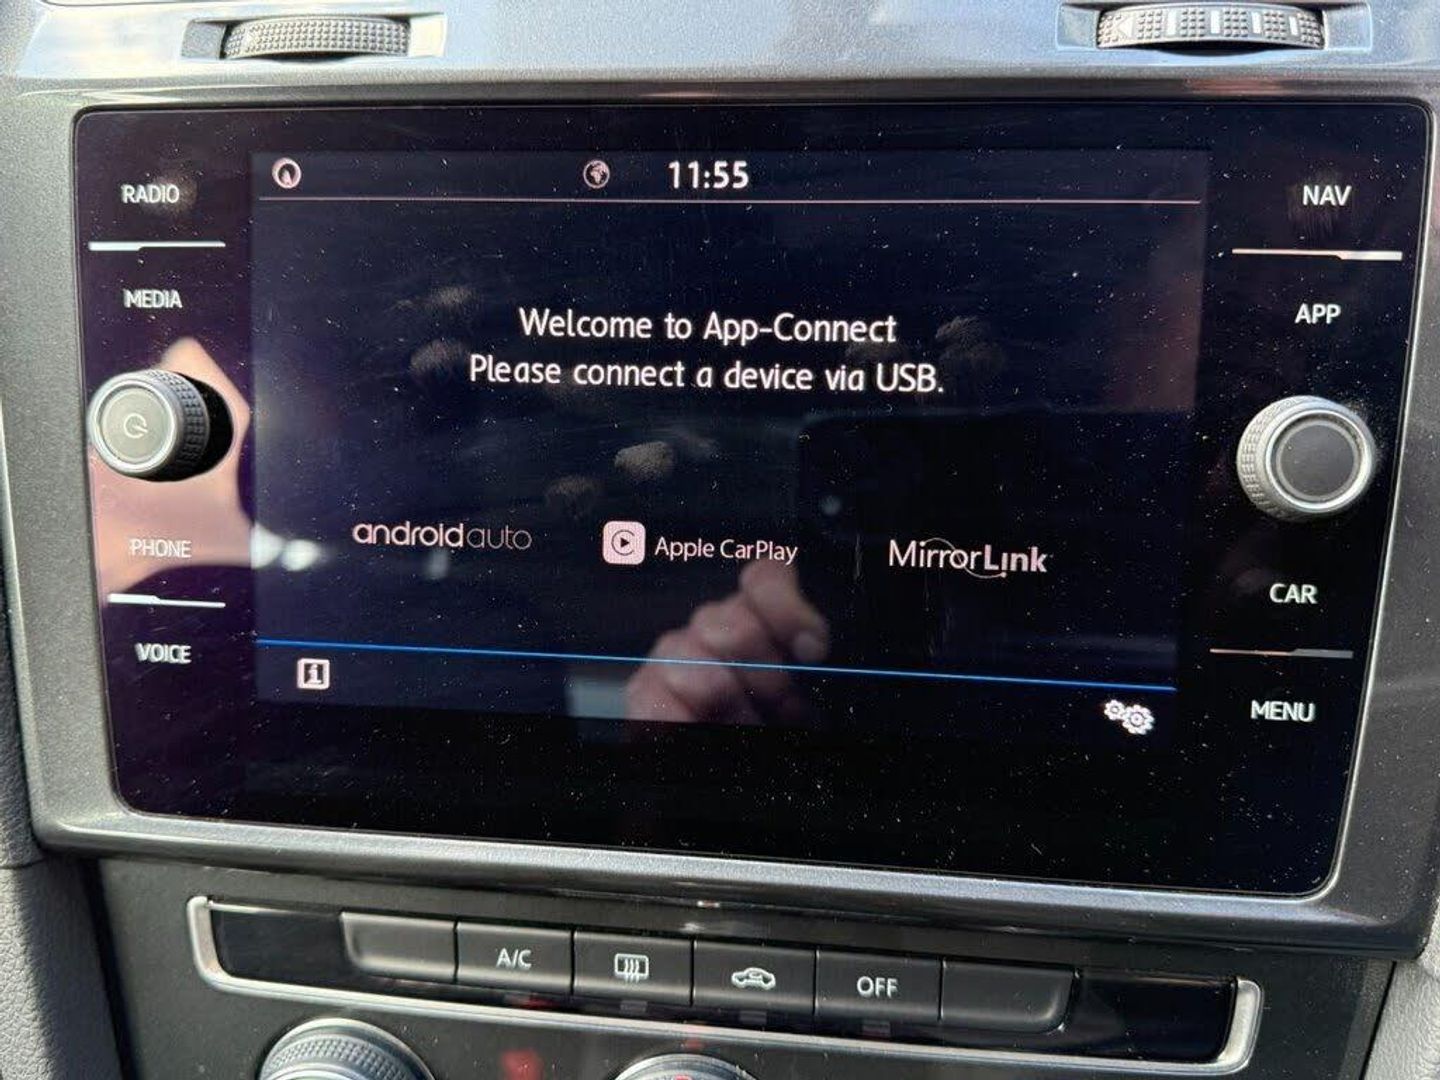 11:55
RADIO
MEDIA
PHONE
VOICE
Welcome to App-Connect
Please connect a device via USB.
androidauto
Apple CarPlay
MirrorLink
i
NAV
APP
CAR
MENU
A/C
OFF